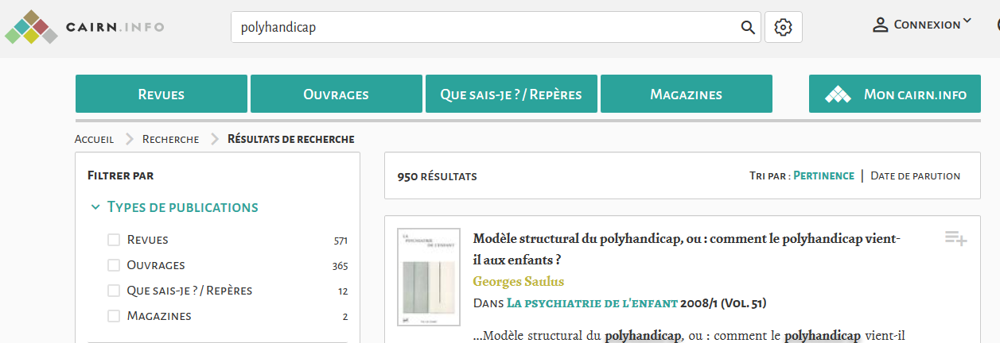 CAIRN.INFO
polyhandicap
Connexion
Revues
Ouvrages
Que sais-je ? / Repères
Magazines
Mon cairn.info
Accueil
Recherche
Résultats de recherche
Filtrer par
Types de publications
Revues 571
Ouvrages 365
Que sais-je ? / Repères 12
Magazines 2
950 résultats
Tri par : Pertinence | Date de parution
LA
PSYCHIATRIE
DE L'ENFANT
Modèle structural du polyhandicap, ou : comment le polyhandicap vient-
il aux enfants ?
Georges Saulus
Dans La psychiatrie de l'enfant 2008/1 (Vol. 51)
...Modèle structural du polyhandicap, ou : comment le polyhandicap vient-il